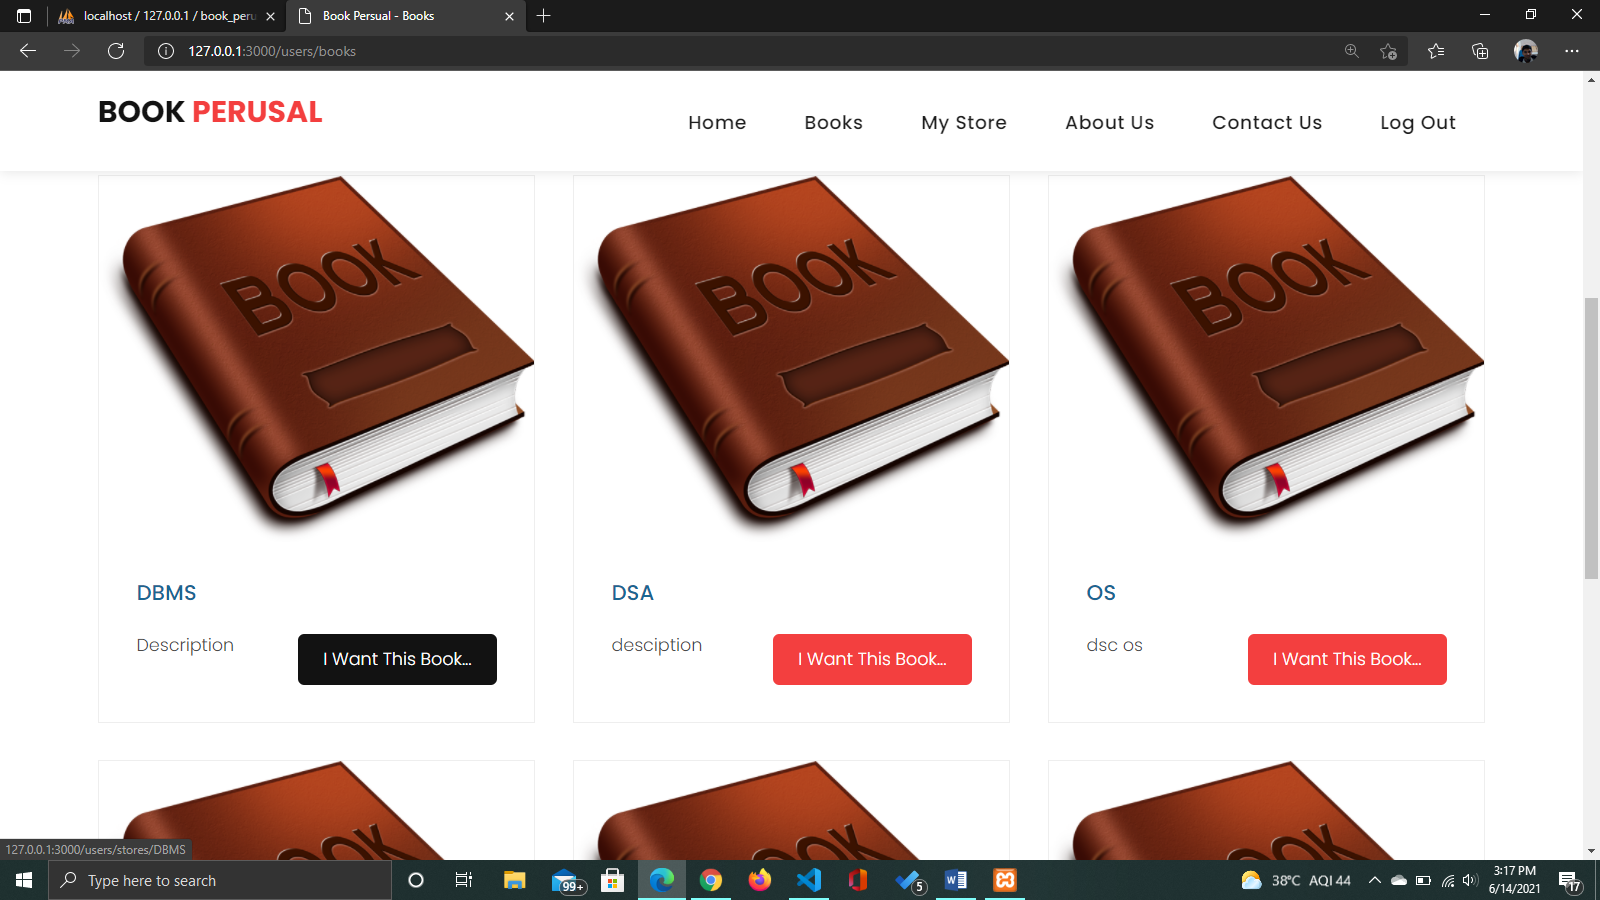 localhost / 127.0.0.1 / book_peru
Book Persual - Books
127.0.0.1:3000/users/books
BOOK PERUSAL
Home Books My Store About Us Contact Us Log Out
BOOK BOOK BOOK
DBMS DSA OS
Description I Want This Book... desciption I Want This Book... dsc os I Want This Book...
127.0.0.1:3000/users/stores/DBMS
Type here to search 99+ 5 38°C AQI 44 3:17 PM
6/14/2021 17